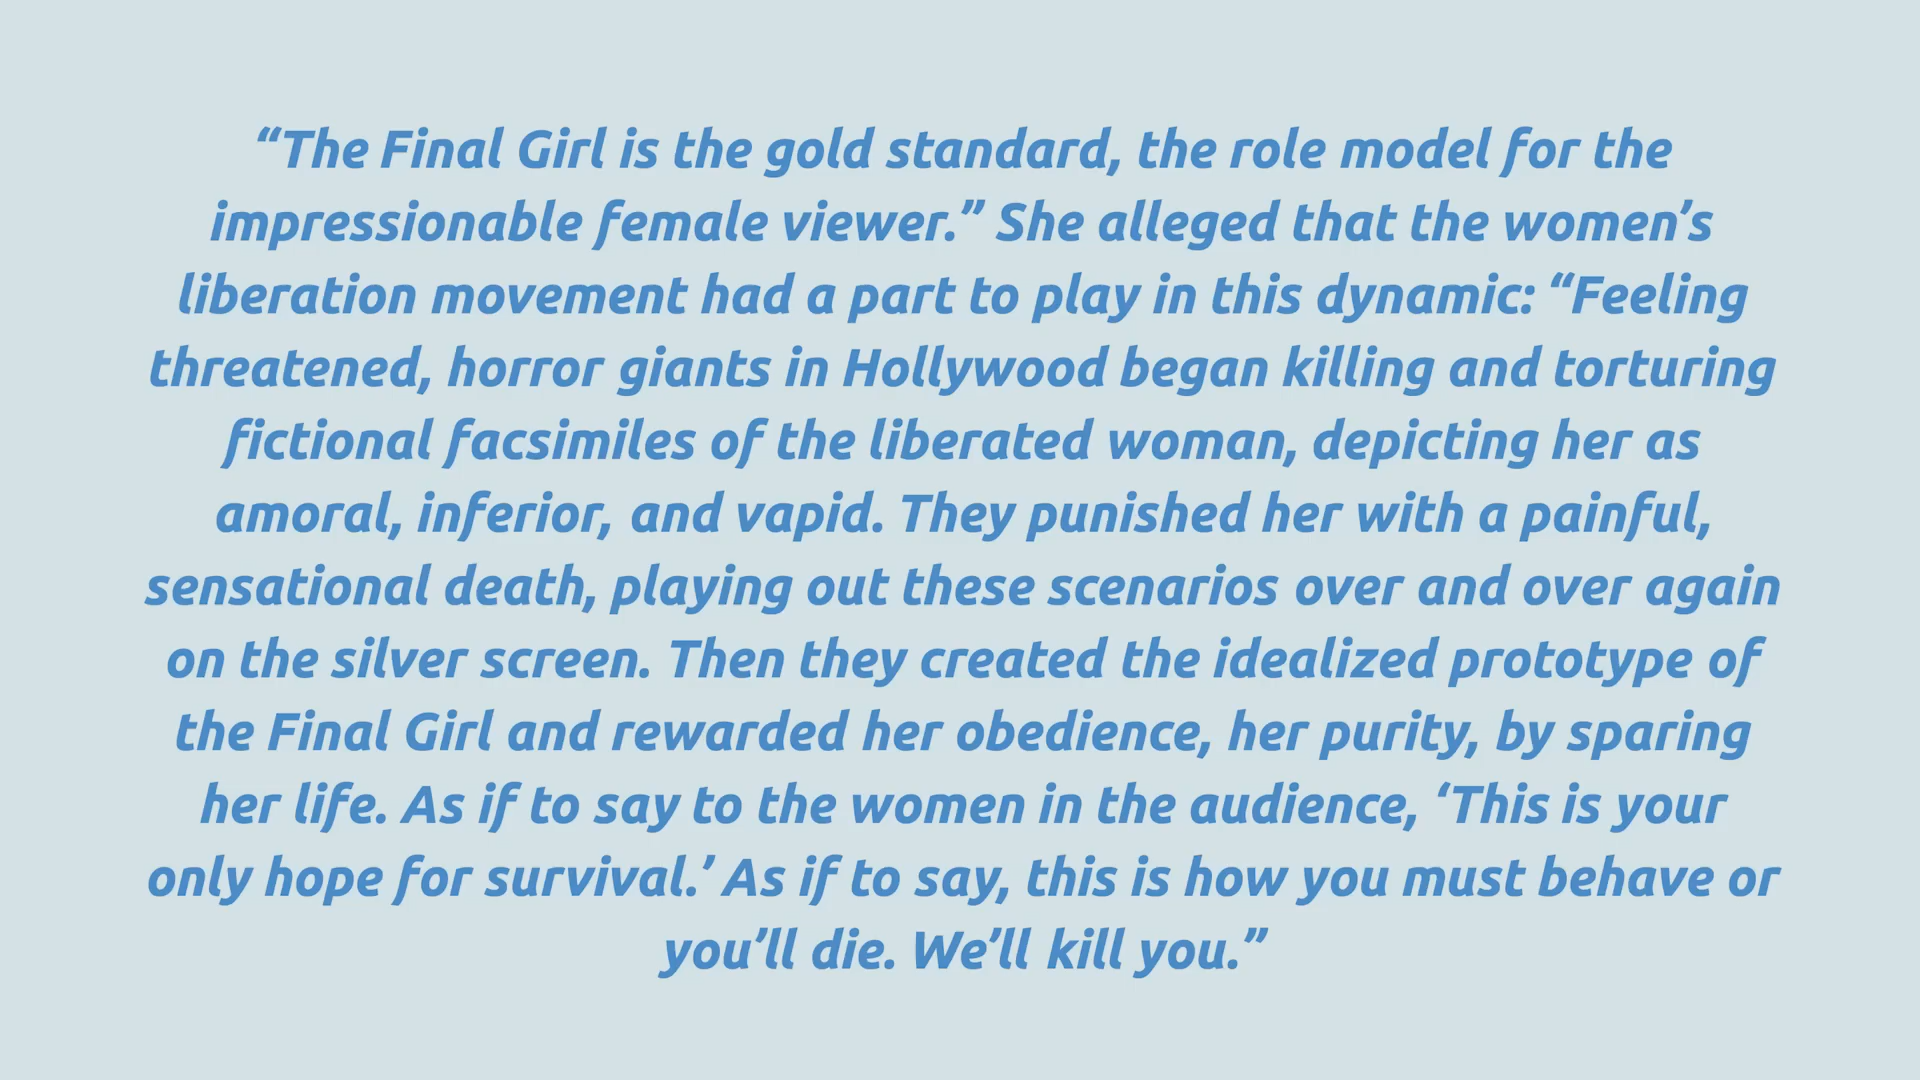 “The Final Girl is the gold standard, the role model for the
impressionable female viewer.” She alleged that the women’s
liberation movement had a part to play in this dynamic: “Feeling
threatened, horror giants in Hollywood began killing and torturing
fictional facsimiles of the liberated woman, depicting her as
amoral, inferior, and vapid. They punished her with a painful,
sensational death, playing out these scenarios over and over again
on the silver screen. Then they created the idealized prototype of
the Final Girl and rewarded her obedience, her purity, by sparing
her life. As if to say to the women in the audience, ‘This is your
only hope for survival.’ As if to say, this is how you must behave or
you’ll die. We’ll kill you.”